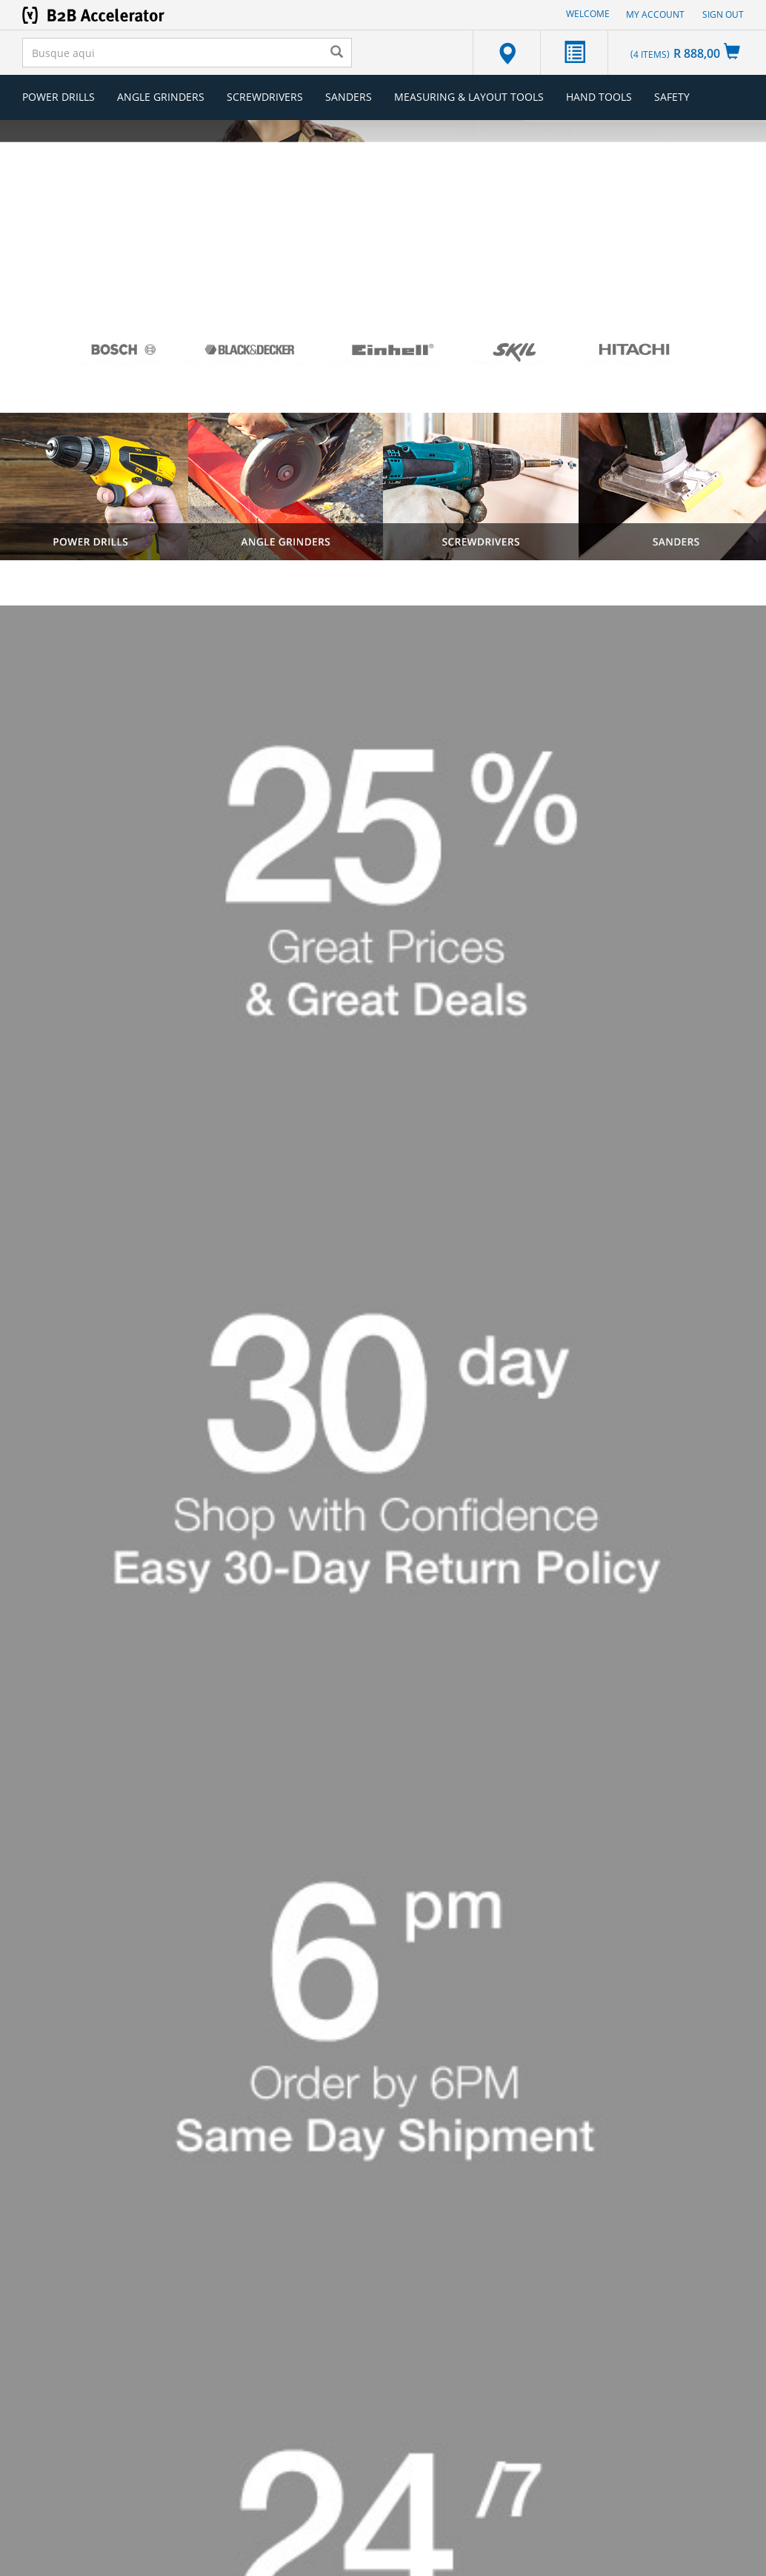 B2B Accelerator
WELCOME MY ACCOUNT SIGN OUT
Busque aqui
(4 ITEMS) R 888,00
POWER DRILLS ANGLE GRINDERS SCREWDRIVERS SANDERS MEASURING & LAYOUT TOOLS HAND TOOLS SAFETY
BOSCH BLACK&DECKER Einhell® SKIL HITACHI
POWER DRILLS ANGLE GRINDERS SCREWDRIVERS SANDERS
25 %
Great Prices
& Great Deals
30 day
Shop with Confidence
Easy 30-Day Return Policy
6 pm
Order by 6PM
Same Day Shipment
24 /7